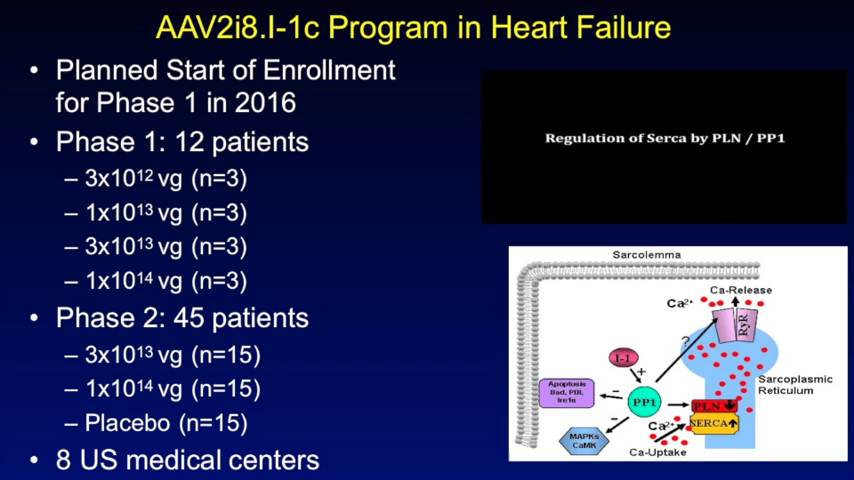 AAV2i8.I-1c Program in Heart Failure
• Planned Start of Enrollment
for Phase 1 in 2016
• Phase 1: 12 patients
– 3x10¹² vg (n=3)
– 1x10¹³ vg (n=3)
– 3x10¹³ vg (n=3)
– 1x10¹⁴ vg (n=3)
• Phase 2: 45 patients
– 3x10¹³ vg (n=15)
– 1x10¹⁴ vg (n=15)
– Placebo (n=15)
• 8 US medical centers
Regulation of Serca by PLN / PP1
Sarcolemma
Ca-Release
Ca²⁺
RyR
?
I-1
+
Apoptosis
Bad, PDI,
Ire1α
–
PP1
PLN
Sarcoplasmic
Reticulum
–
Ca²⁺
SERCA
MAPKs
CaMK
Ca-Uptake